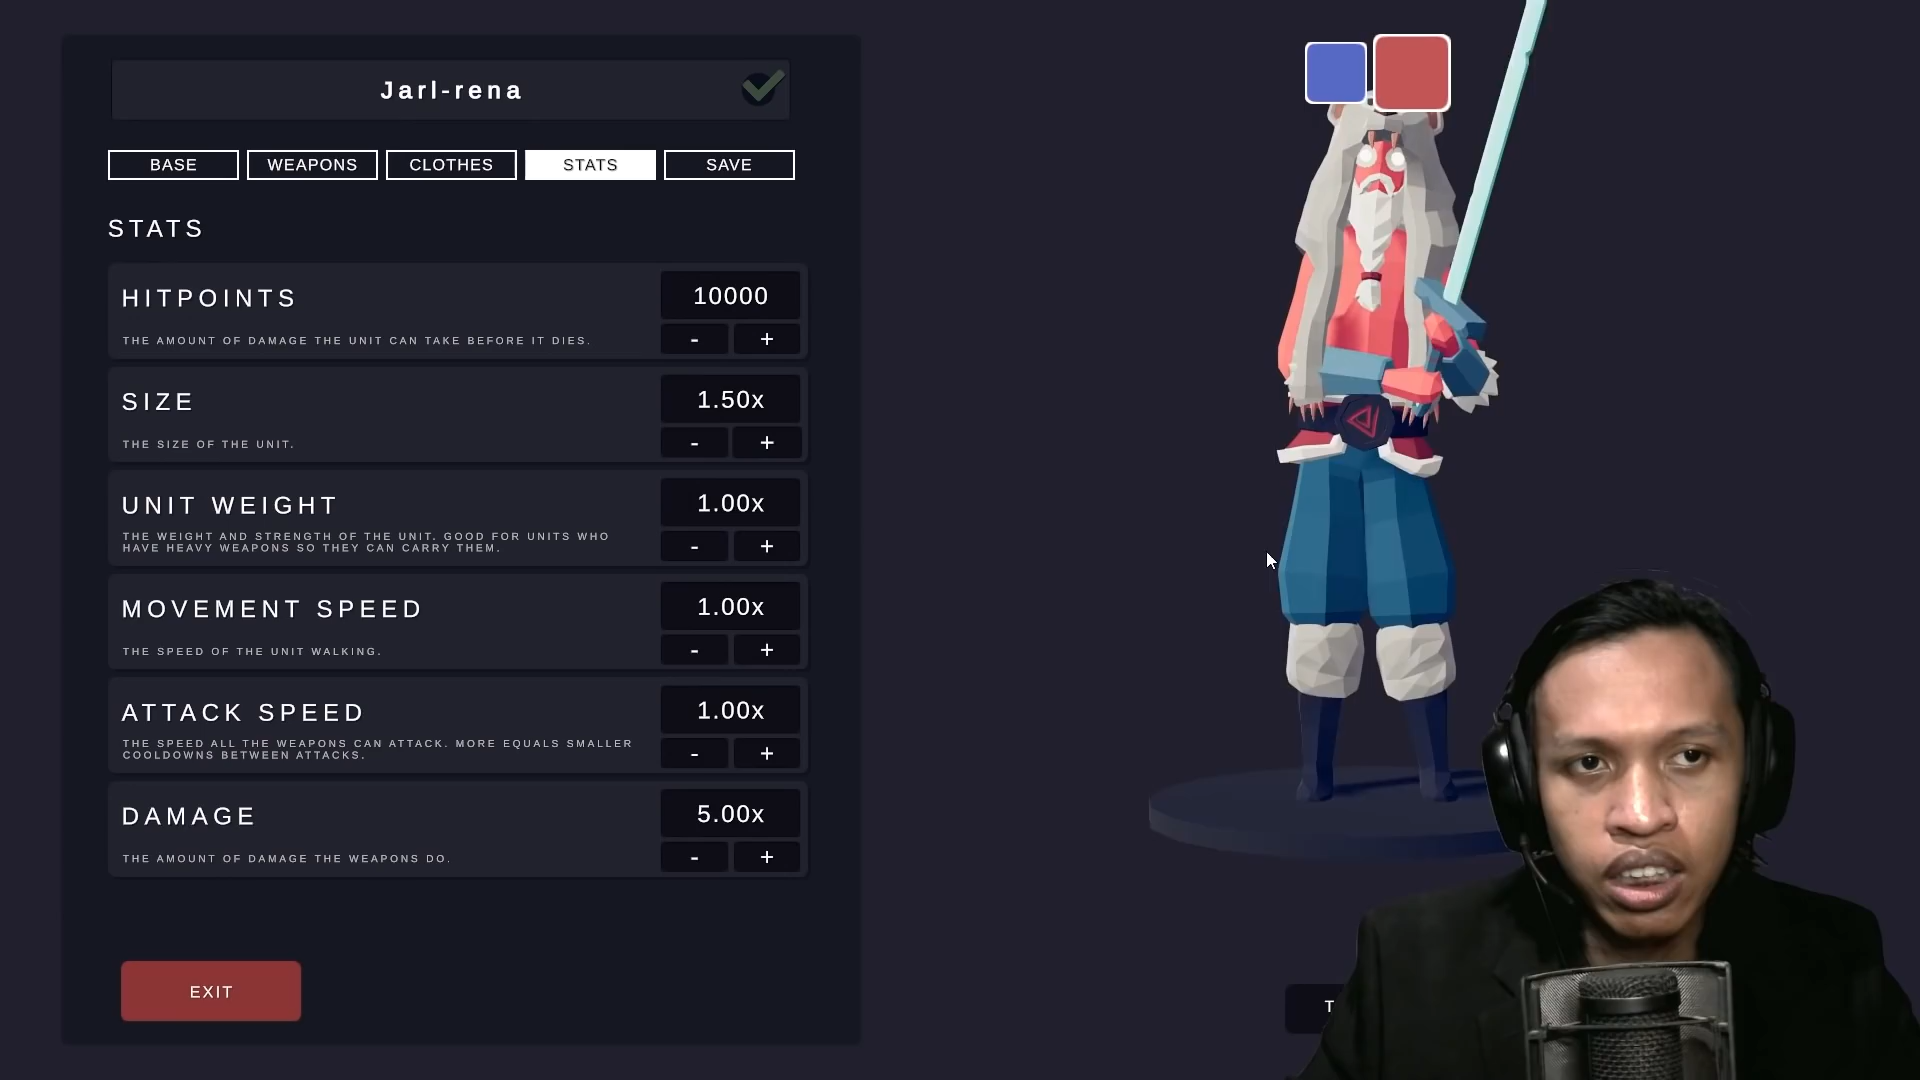 Jarl-rena
BASE
WEAPONS
CLOTHES
STATS
SAVE
STATS
HITPOINTS
10000
THE AMOUNT OF DAMAGE THE UNIT CAN TAKE BEFORE IT DIES.
- +
SIZE
1.50x
THE SIZE OF THE UNIT.
- +
UNIT WEIGHT
1.00x
THE WEIGHT AND STRENGTH OF THE UNIT. GOOD FOR UNITS WHO
HAVE HEAVY WEAPONS SO THEY CAN CARRY THEM.
- +
MOVEMENT SPEED
1.00x
THE SPEED OF THE UNIT WALKING.
- +
ATTACK SPEED
1.00x
THE SPEED ALL THE WEAPONS CAN ATTACK. MORE EQUALS SMALLER
COOLDOWNS BETWEEN ATTACKS.
- +
DAMAGE
5.00x
THE AMOUNT OF DAMAGE THE WEAPONS DO.
- +
EXIT